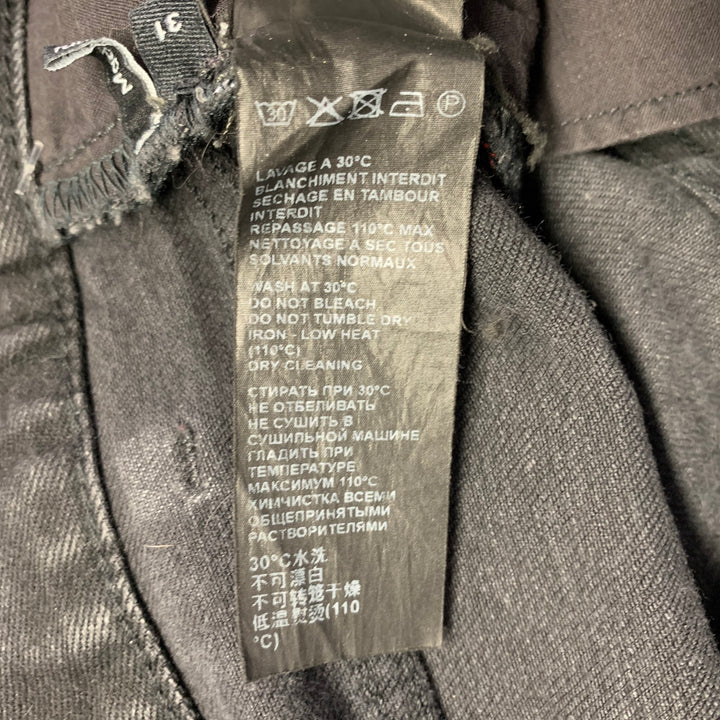 31
Ma
30
P
LAVAGE A 30°C
BLANCHIMENT INTERDIT
SECHAGE EN TAMBOUR
INTERDIT
REPASSAGE 110°C MAX
NETTOYAGE A SEC TOUS
SOLVANTS NORMAUX
WASH AT 30°C
DO NOT BLEACH
DO NOT TUMBLE DRY
IRON - LOW HEAT
(110°C)
DRY CLEANING
СТИРАТЬ ПРИ 30°C
НЕ ОТБЕЛИВАТЬ
НЕ СУШИТЬ В
СУШИЛЬНОЙ МАШИНЕ
ГЛАДИТЬ ПРИ
ТЕМПЕРАТУРЕ
МАКСИМУМ 110°C
ХИМЧИСТКА ВСЕМИ
ОБЩЕПРИНЯТЫМИ
РАСТВОРИТЕЛЯМИ
30°C水洗
不可漂白
不可转笼干燥
低温熨烫(110
°C)